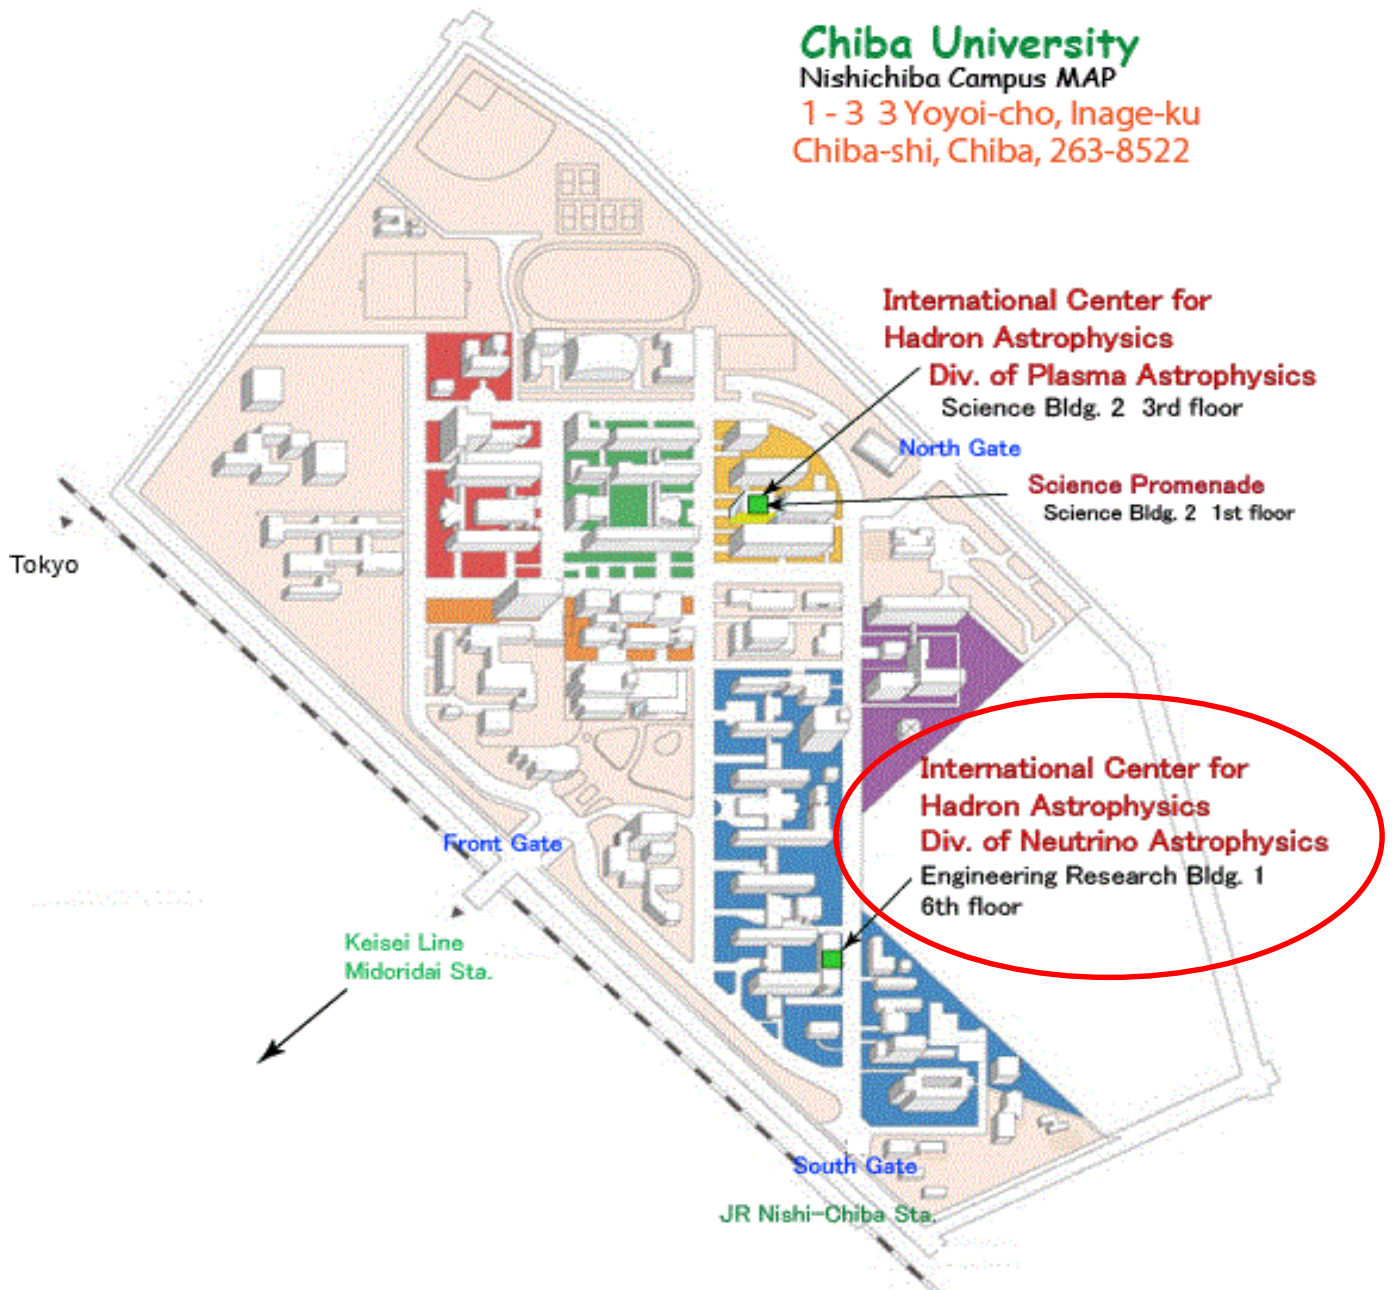 Chiba University
Nishichiba Campus MAP
1 - 3 3 Yoyoi-cho, Inage-ku
Chiba-shi, Chiba, 263-8522
International Center for
Hadron Astrophysics
Div. of Plasma Astrophysics
Science Bldg. 2 3rd floor
North Gate
Science Promenade
Science Bldg. 2 1st floor
Tokyo
International Center for
Hadron Astrophysics
Div. of Neutrino Astrophysics
Engineering Research Bldg. 1
6th floor
Front Gate
Keisei Line
Midoridai Sta.
South Gate
JR Nishi-Chiba Sta.